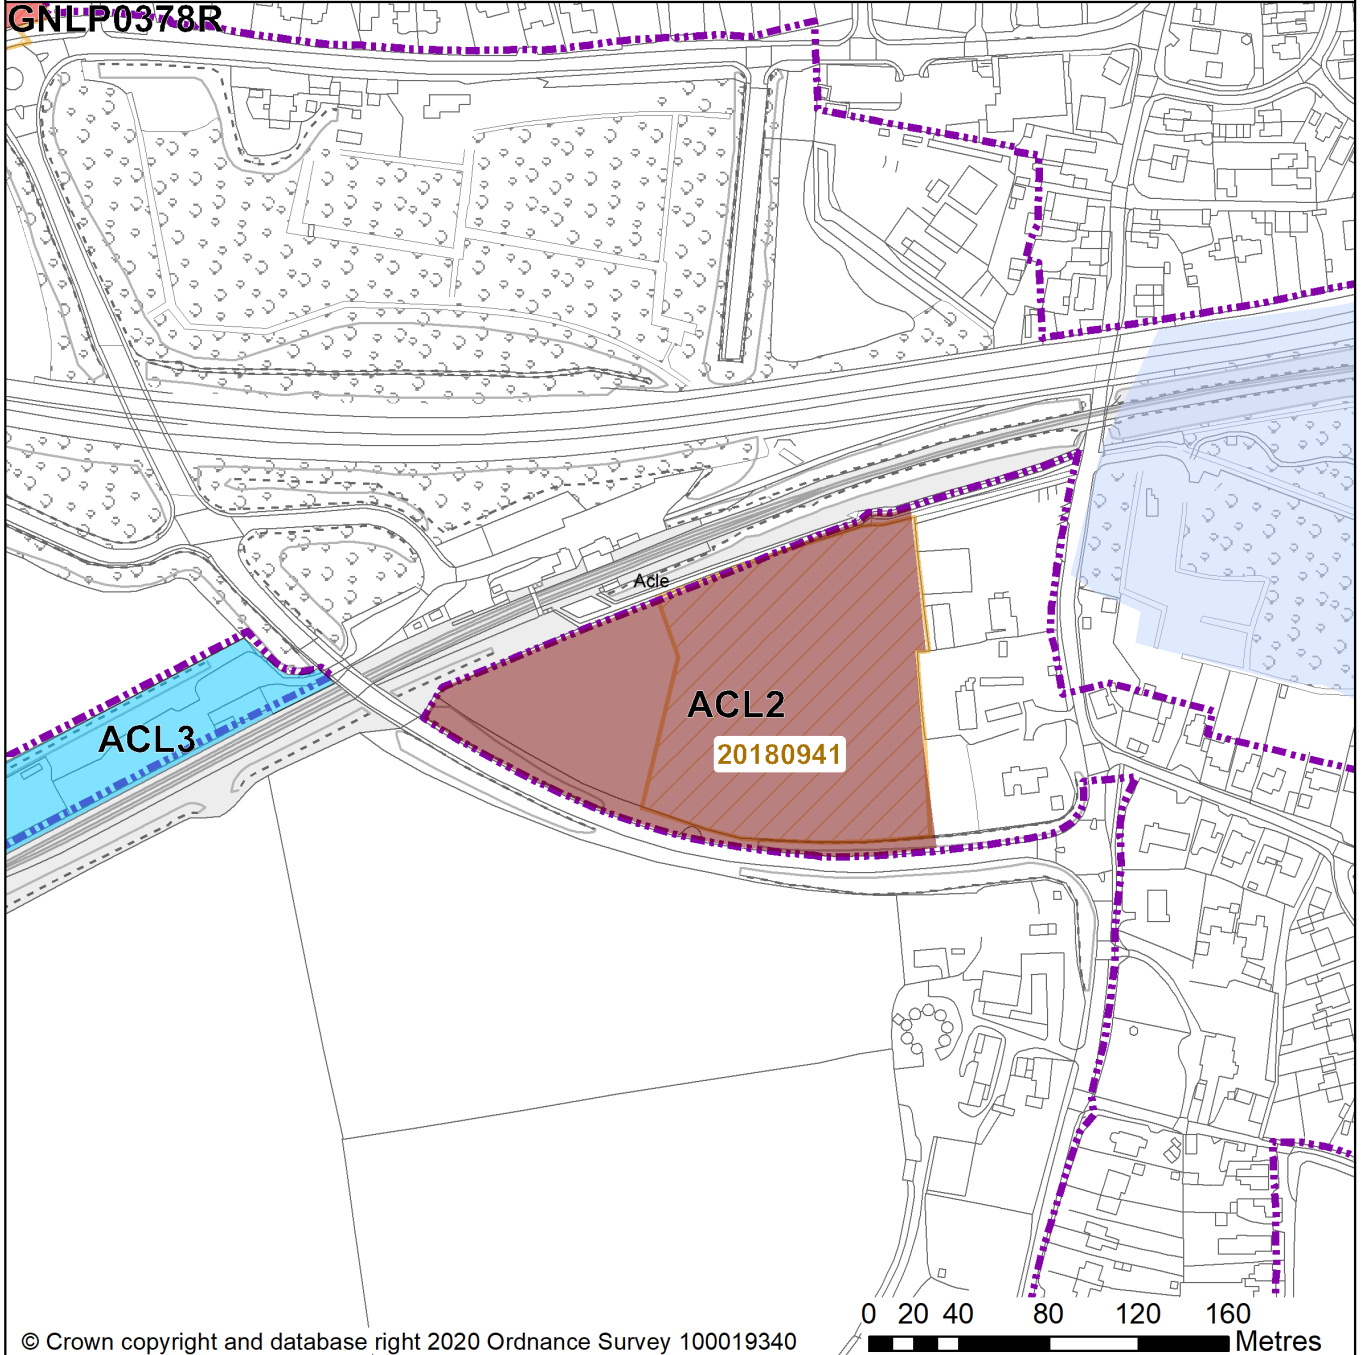 GNLP0378R
Acle
ACL2
ACL3
20180941
0 20 40 80 120 160
Metres
© Crown copyright and database right 2020 Ordnance Survey 100019340